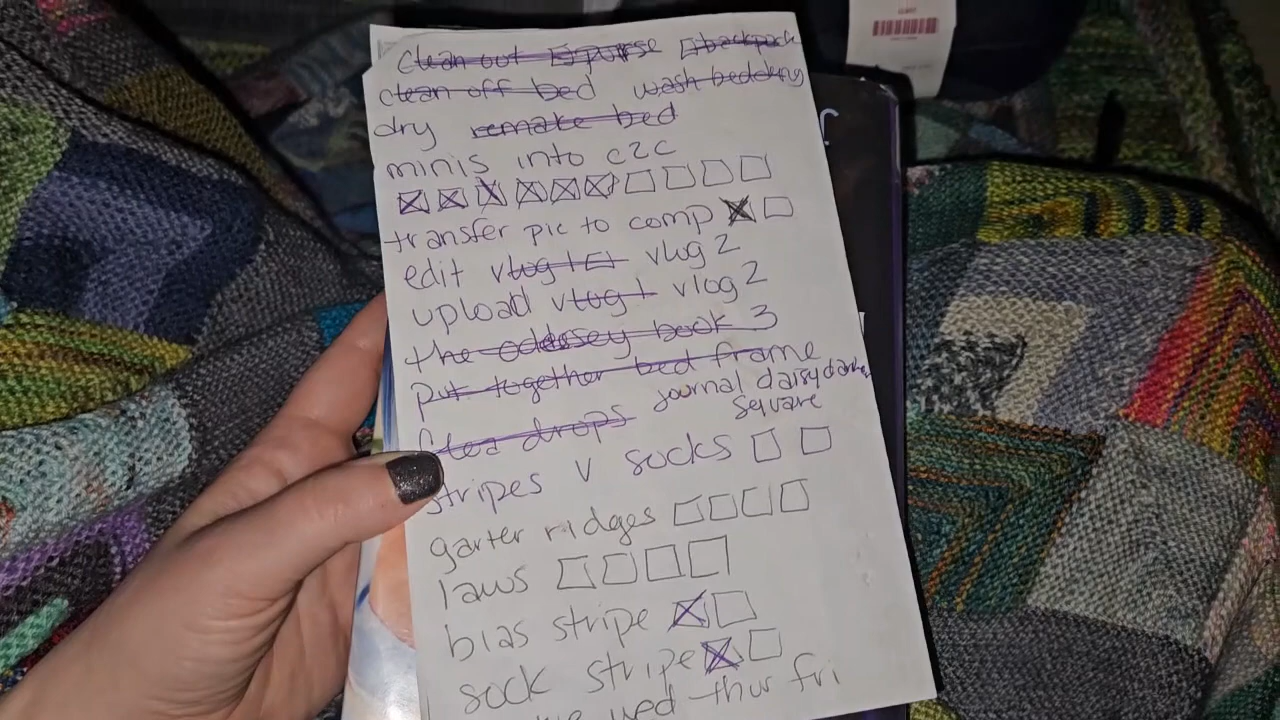 clean out purse backpack
clean off bed wash bedding
dry remake bed
minis into c2c
transfer pic to comp
edit vlog 1 vlog 2
upload vlog 1 vlog 2
the oddesey book 3
put together bed frame
flea drops journal daisy
square
stripes v socks
garter ridges
laws
bias stripe
sock stripe
wed thur fri